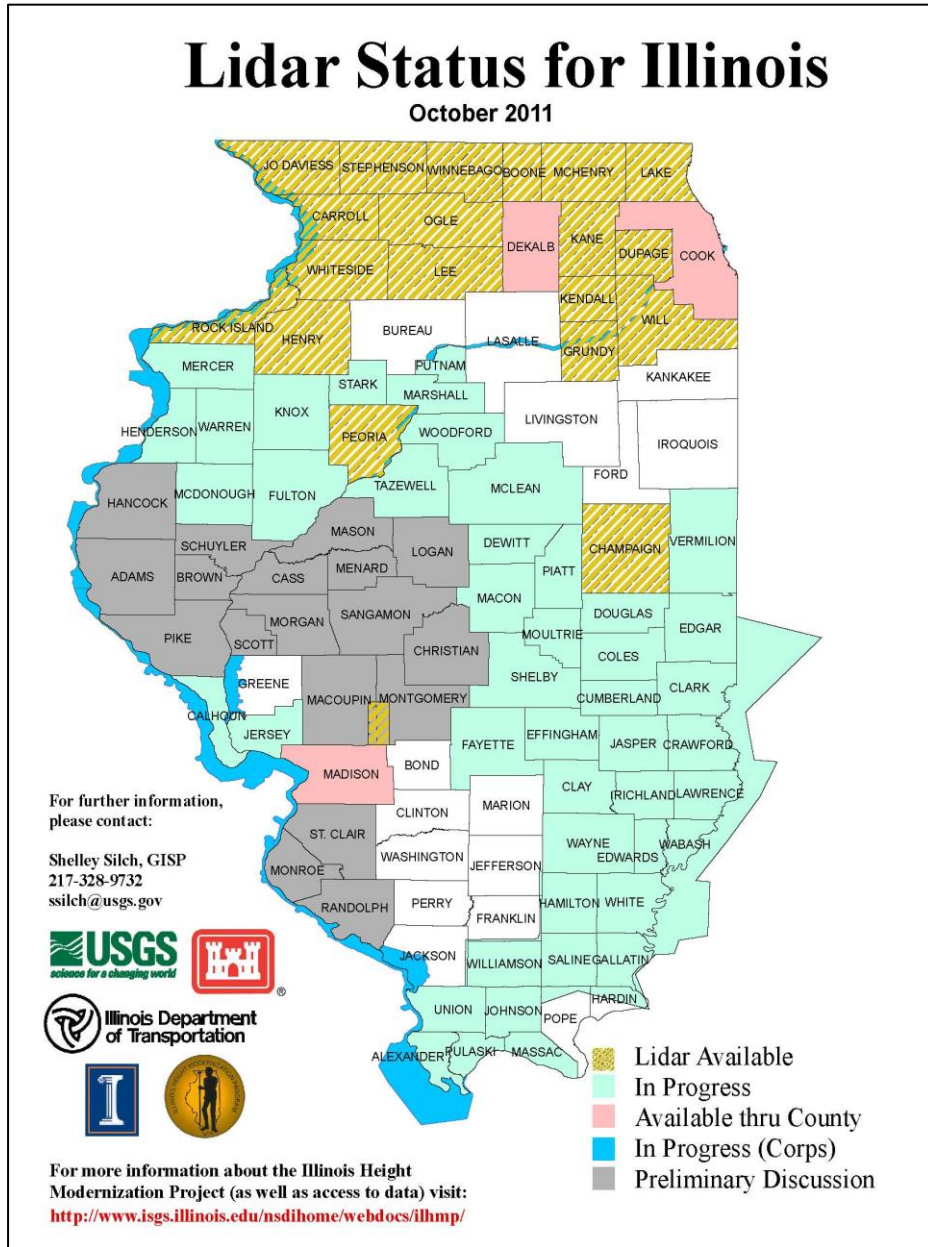 Lidar Status for Illinois
October 2011
JO DAVIESS
STEPHENSON
WINNEBAGO
BOONE
MCHENRY
LAKE
CARROLL
OGLE
DEKALB
KANE
DUPAGE
COOK
WHITESIDE
LEE
KENDALL
WILL
ROCK ISLAND
HENRY
BUREAU
LASALLE
GRUNDY
MERCER
STARK
PUTNAM
KANKAKEE
HENDERSON
WARREN
KNOX
MARSHALL
PEORIA
WOODFORD
LIVINGSTON
IROQUOIS
HANCOCK
MCDONOUGH
FULTON
TAZEWELL
MCLEAN
FORD
SCHUYLER
MASON
LOGAN
DEWITT
CHAMPAIGN
VERMILION
ADAMS
BROWN
CASS
MENARD
PIATT
MACON
PIKE
SCOTT
MORGAN
SANGAMON
DOUGLAS
EDGAR
CHRISTIAN
MOULTRIE
COLES
GREENE
MACOUPIN
MONTGOMERY
SHELBY
CUMBERLAND
CLARK
CALHOUN
JERSEY
FAYETTE
EFFINGHAM
JASPER
CRAWFORD
MADISON
BOND
CLAY
RICHLAND
LAWRENCE
CLINTON
MARION
ST. CLAIR
WASHINGTON
JEFFERSON
WAYNE
EDWARDS
WABASH
MONROE
RANDOLPH
PERRY
FRANKLIN
HAMILTON
WHITE
JACKSON
WILLIAMSON
SALINE
GALLATIN
UNION
JOHNSON
POPE
HARDIN
ALEXANDER
PULASKI
MASSAC
For further information,
please contact:
Shelley Silch, GISP
217-328-9732
ssilch@usgs.gov
USGS
science for a changing world
®
Illinois Department
of Transportation
I
ILLINOIS HEIGHT MODERNIZATION PROGRAM
Lidar Available
In Progress
Available thru County
In Progress (Corps)
Preliminary Discussion
For more information about the Illinois Height
Modernization Project (as well as access to data) visit:
http://www.isgs.illinois.edu/nsdihome/webdocs/ilhmp/